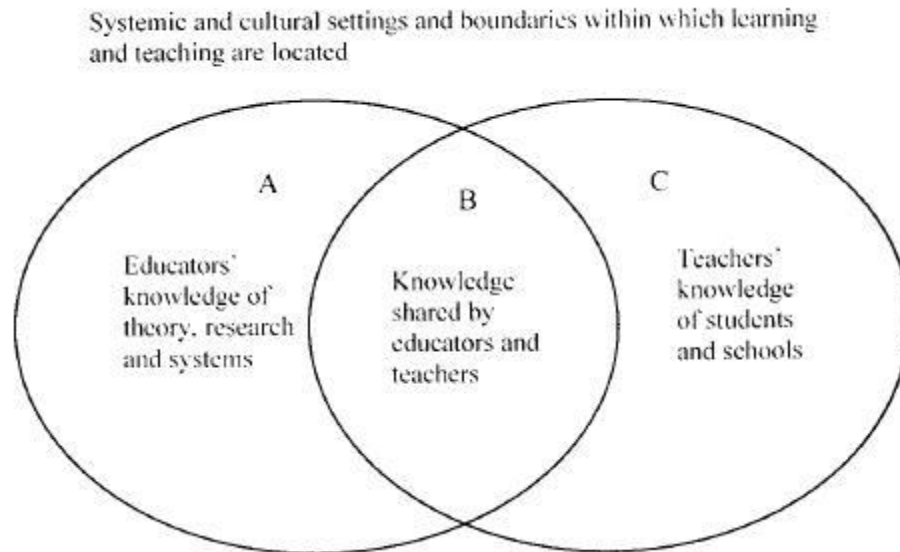 Systemic and cultural settings and boundaries within which learning
and teaching are located
A
B
C
Educators'
knowledge of
theory, research
and systems
Knowledge
shared by
educators and
teachers
Teachers'
knowledge
of students
and schools